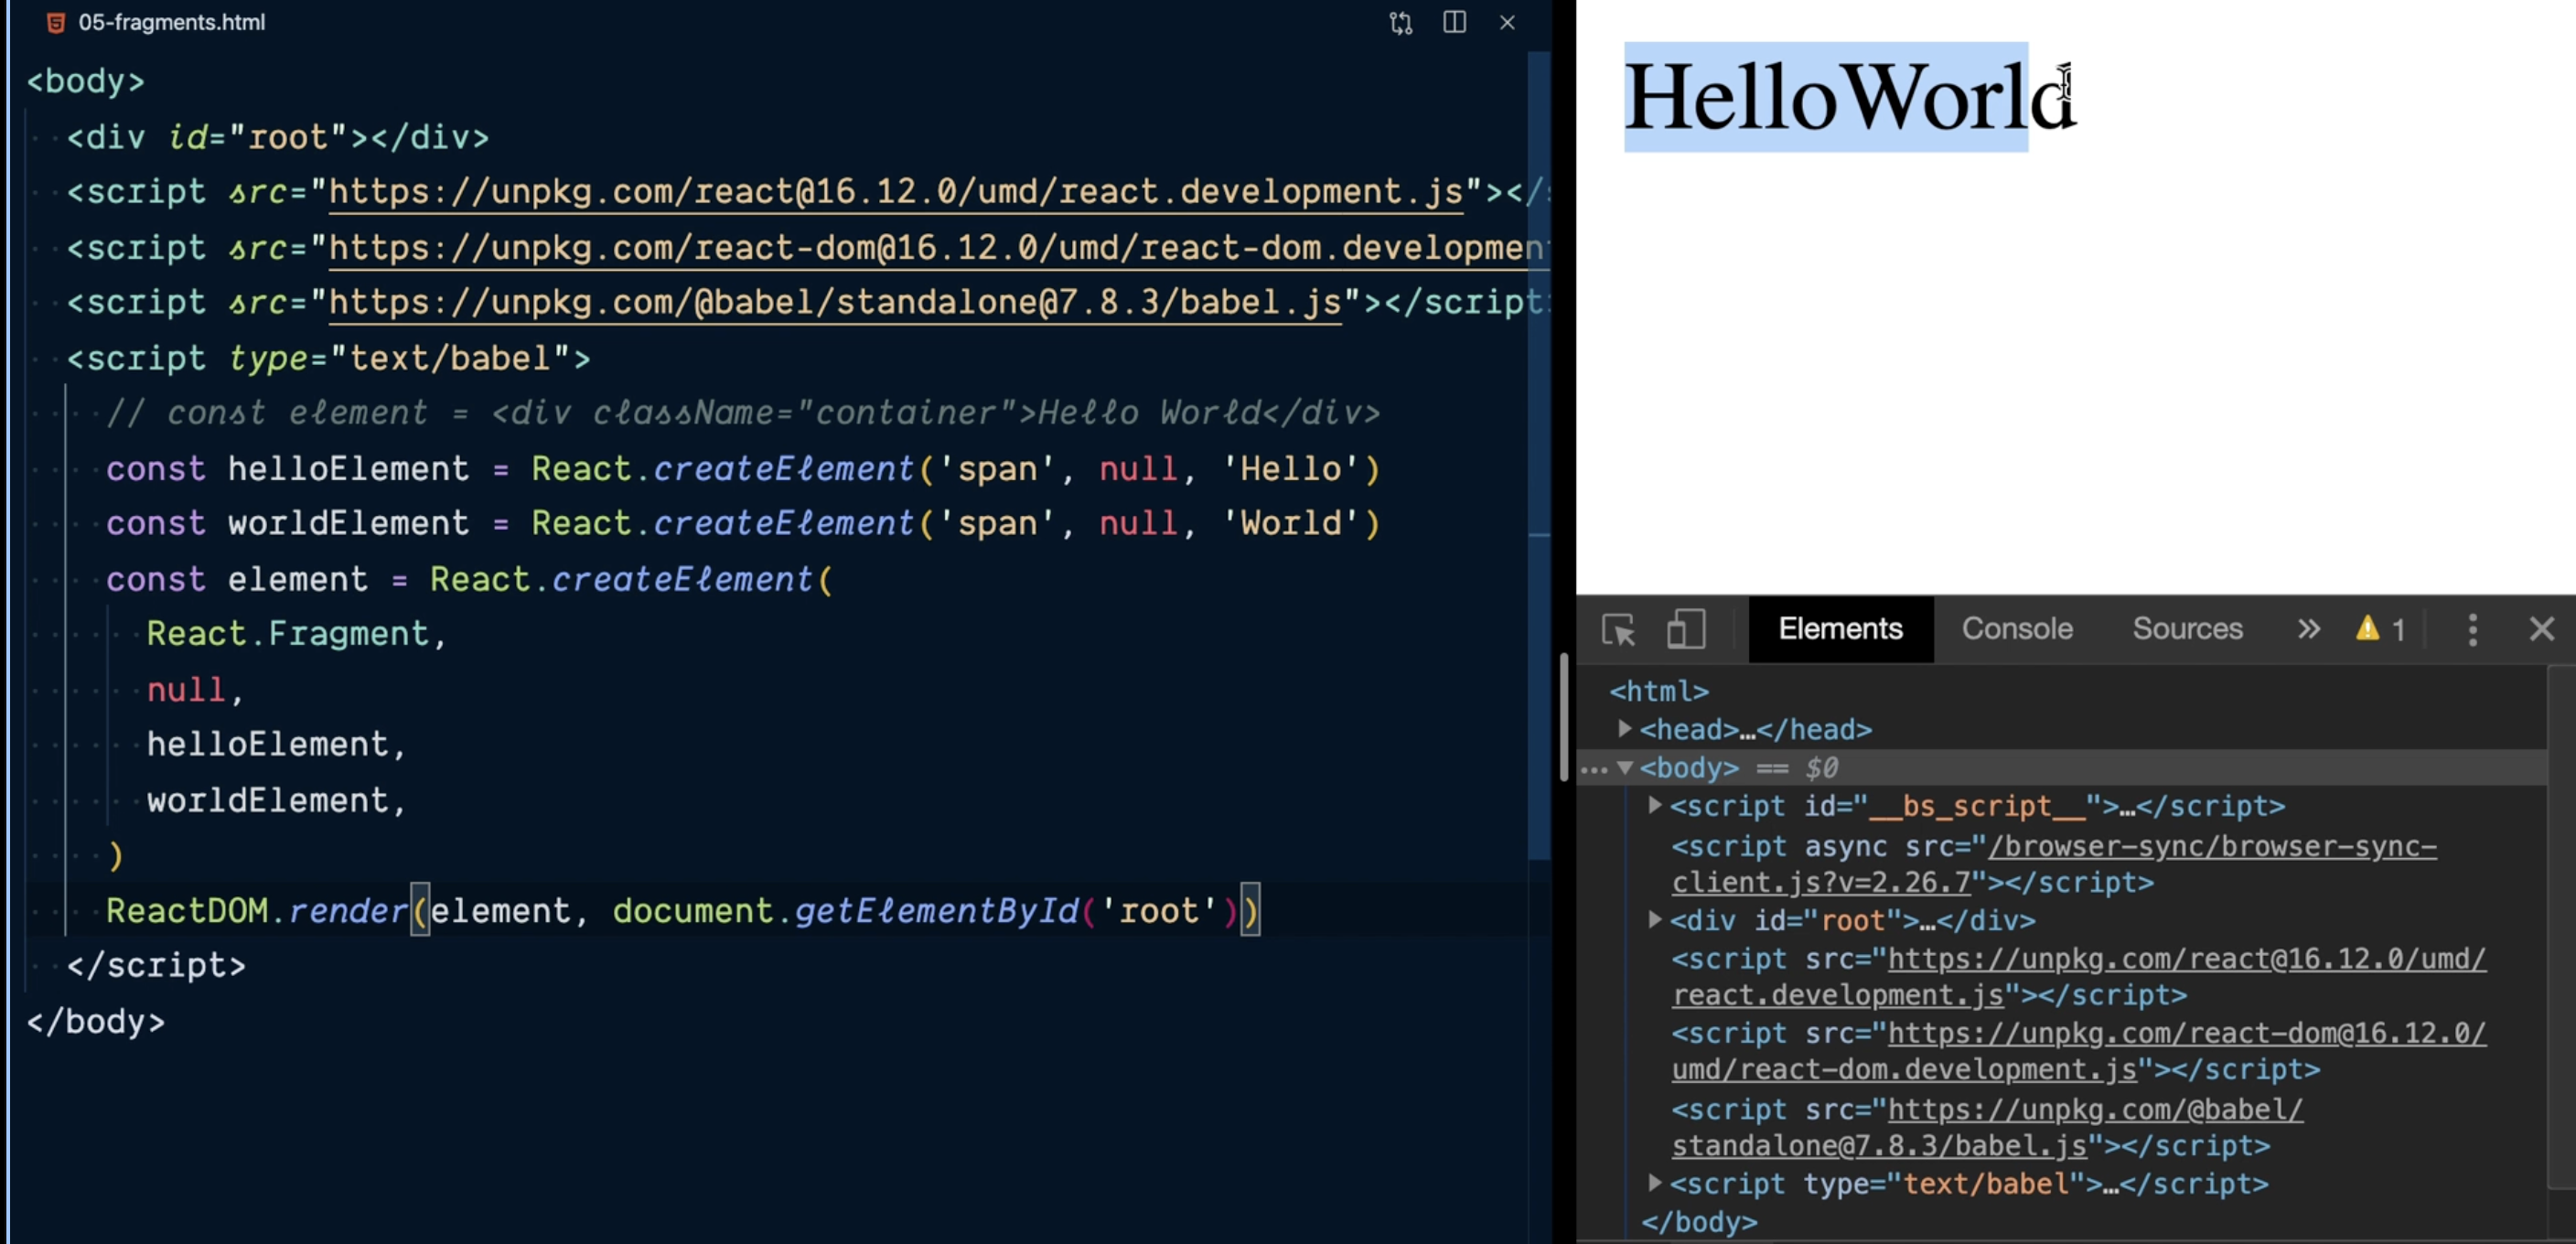 05-fragments.html
<body>
<div id="root"></div>
<script src="https://unpkg.com/react@16.12.0/umd/react.development.js"></
<script src="https://unpkg.com/react-dom@16.12.0/umd/react-dom.developmen
<script src="https://unpkg.com/@babel/standalone@7.8.3/babel.js"></script
<script type="text/babel">
// const element = <div className="container">Hello World</div>
const helloElement = React.createElement('span', null, 'Hello')
const worldElement = React.createElement('span', null, 'World')
const element = React.createElement(
React.Fragment,
null,
helloElement,
worldElement,
)
ReactDOM.render(element, document.getElementById('root'))
</script>
</body>
HelloWorld
Elements Console Sources » 1
<html>
<head>…</head>
… <body> == $0
<script id="__bs_script__">…</script>
<script async src="/browser-sync/browser-sync-
client.js?v=2.26.7"></script>
<div id="root">…</div>
<script src="https://unpkg.com/react@16.12.0/umd/
react.development.js"></script>
<script src="https://unpkg.com/react-dom@16.12.0/
umd/react-dom.development.js"></script>
<script src="https://unpkg.com/@babel/
standalone@7.8.3/babel.js"></script>
<script type="text/babel">…</script>
</body>